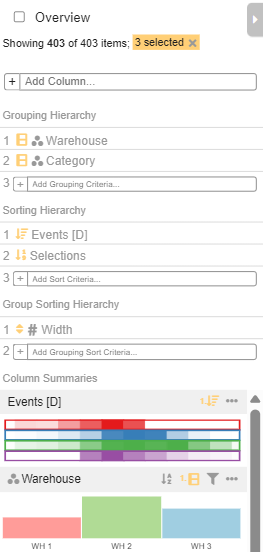 Overview
Showing 403 of 403 items; 3 selected ×
+ Add Column...
Grouping Hierarchy
1 Warehouse
2 Category
3 + Add Grouping Criteria...
Sorting Hierarchy
1 Events [D]
2 Selections
3 + Add Sort Criteria...
Group Sorting Hierarchy
1 # Width
2 + Add Grouping Sort Criteria...
Column Summaries
Events [D] 1.
Warehouse 1.
WH 1 WH 2 WH 3